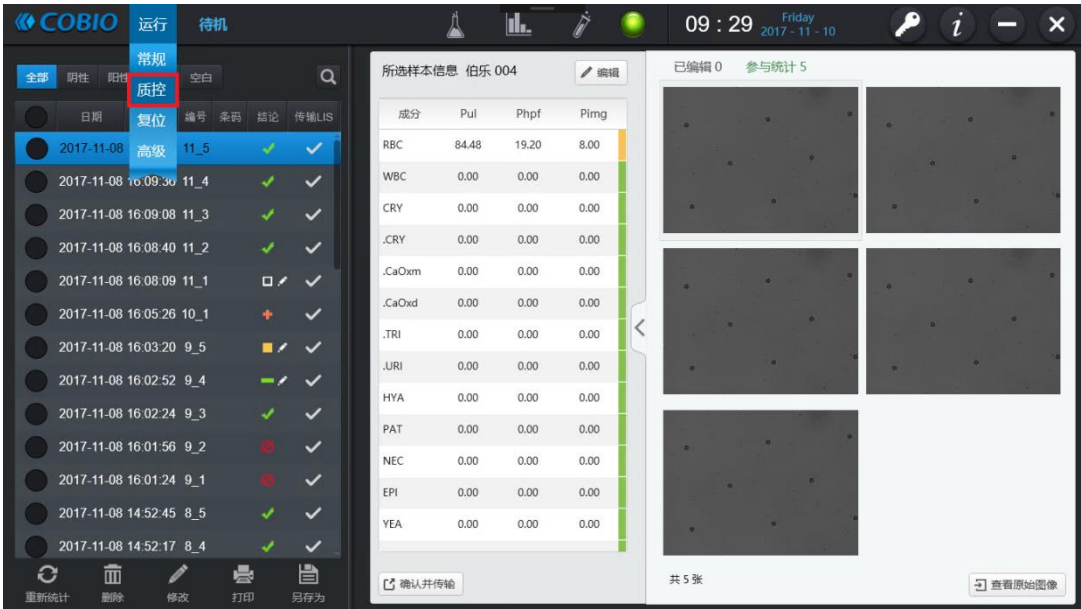 COBIO 运行 待机 09 : 29 Friday 2017 - 11 - 10
常规
质控
复位
高级
全部 阴性 空白
日期 编号 条码 结论 传输LIS
2017-11-08 11_5
2017-11-08 16:09:36 11_4
2017-11-08 16:09:08 11_3
2017-11-08 16:08:40 11_2
2017-11-08 16:08:09 11_1
2017-11-08 16:05:26 10_1
2017-11-08 16:03:20 9_5
2017-11-08 16:02:52 9_4
2017-11-08 16:02:24 9_3
2017-11-08 16:01:56 9_2
2017-11-08 16:01:24 9_1
2017-11-08 14:52:45 8_5
2017-11-08 14:52:17 8_4
重新统计 删除 修改 打印 另存为
所选样本信息 伯乐 004 编辑
成分 Pul Phpf Pimg
RBC 84.48 19.20 8.00
WBC 0.00 0.00 0.00
CRY 0.00 0.00 0.00
.CRY 0.00 0.00 0.00
.CaOxm 0.00 0.00 0.00
.CaOxd 0.00 0.00 0.00
.TRI 0.00 0.00 0.00
.URI 0.00 0.00 0.00
HYA 0.00 0.00 0.00
PAT 0.00 0.00 0.00
NEC 0.00 0.00 0.00
EPI 0.00 0.00 0.00
YEA 0.00 0.00 0.00
确认并传输
已编辑 0 参与统计 5
共 5 张 查看原始图像